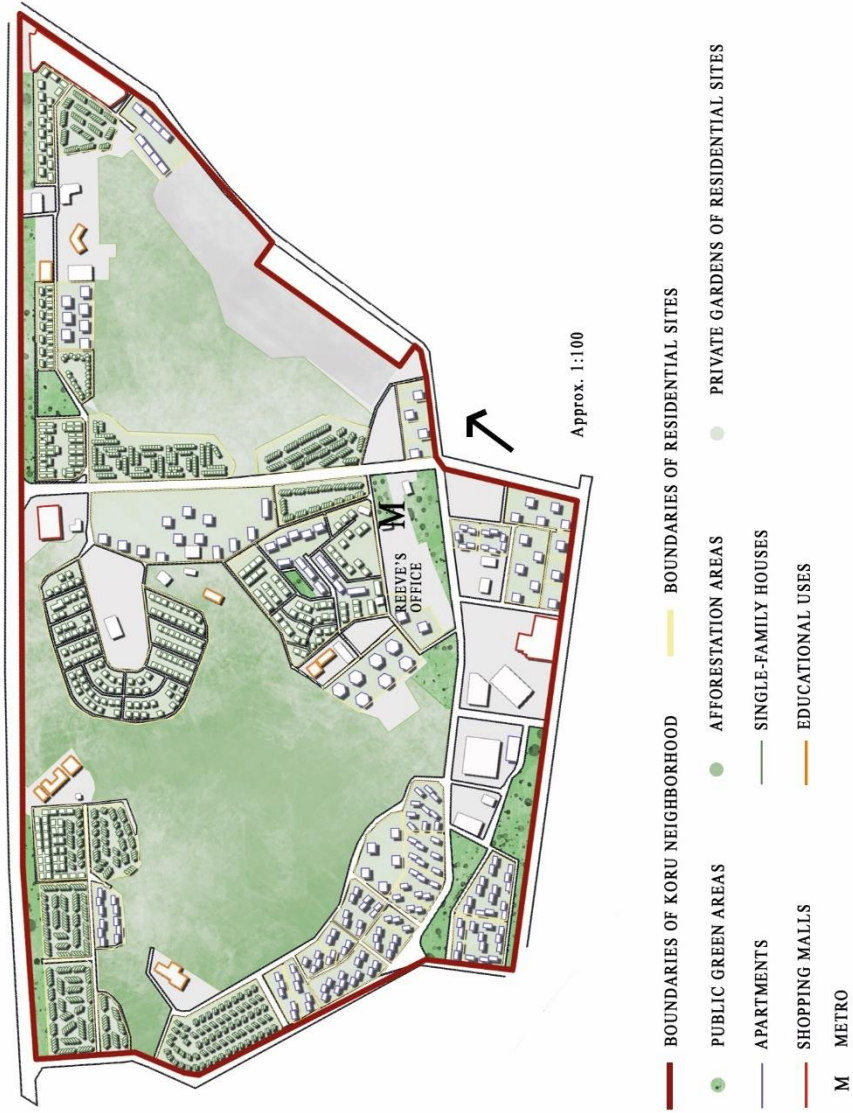 M
REEVE'S
OFFICE
Approx. 1:100
BOUNDARIES OF KORU NEIGHBORHOOD
BOUNDARIES OF RESIDENTIAL SITES
PUBLIC GREEN AREAS
AFFORESTATION AREAS
PRIVATE GARDENS OF RESIDENTIAL SITES
APARTMENTS
SINGLE-FAMILY HOUSES
SHOPPING MALLS
EDUCATIONAL USES
M METRO